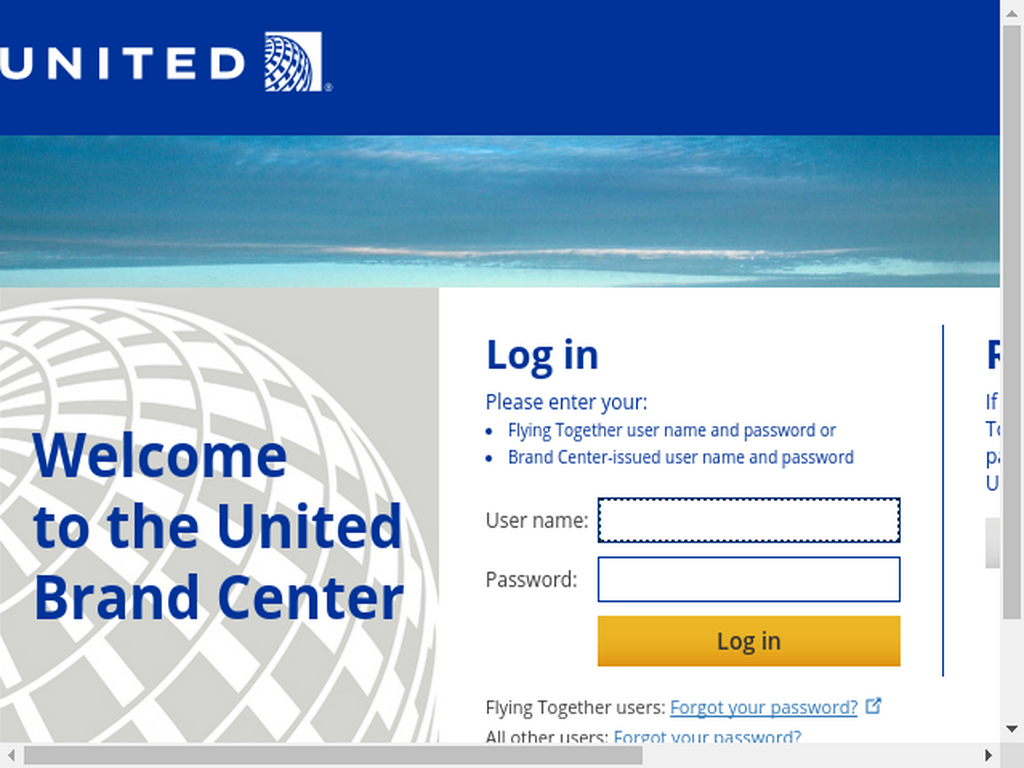 UNITED
®
Welcome
to the United
Brand Center
Log in
Please enter your:
• Flying Together user name and password or
• Brand Center-issued user name and password
User name:
Password:
Log in
Flying Together users: Forgot your password?
All other users: Forgot your password?
If